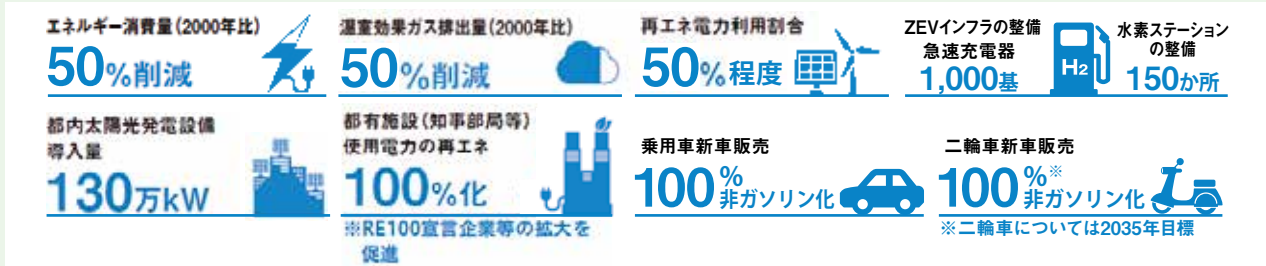 エネルギー消費量(2000年比)
50%削減
温室効果ガス排出量(2000年比)
50%削減
再エネ電力利用割合
50%程度
ZEVインフラの整備
急速充電器
1,000基
H2
水素ステーション
の整備
150か所
都内太陽光発電設備
導入量
130万kW
都有施設(知事部局等)
使用電力の再エネ
100%化
※RE100宣言企業等の拡大を
促進
乗用車新車販売
100%非ガソリン化
二輪車新車販売
100%※非ガソリン化
※二輪車については2035年目標